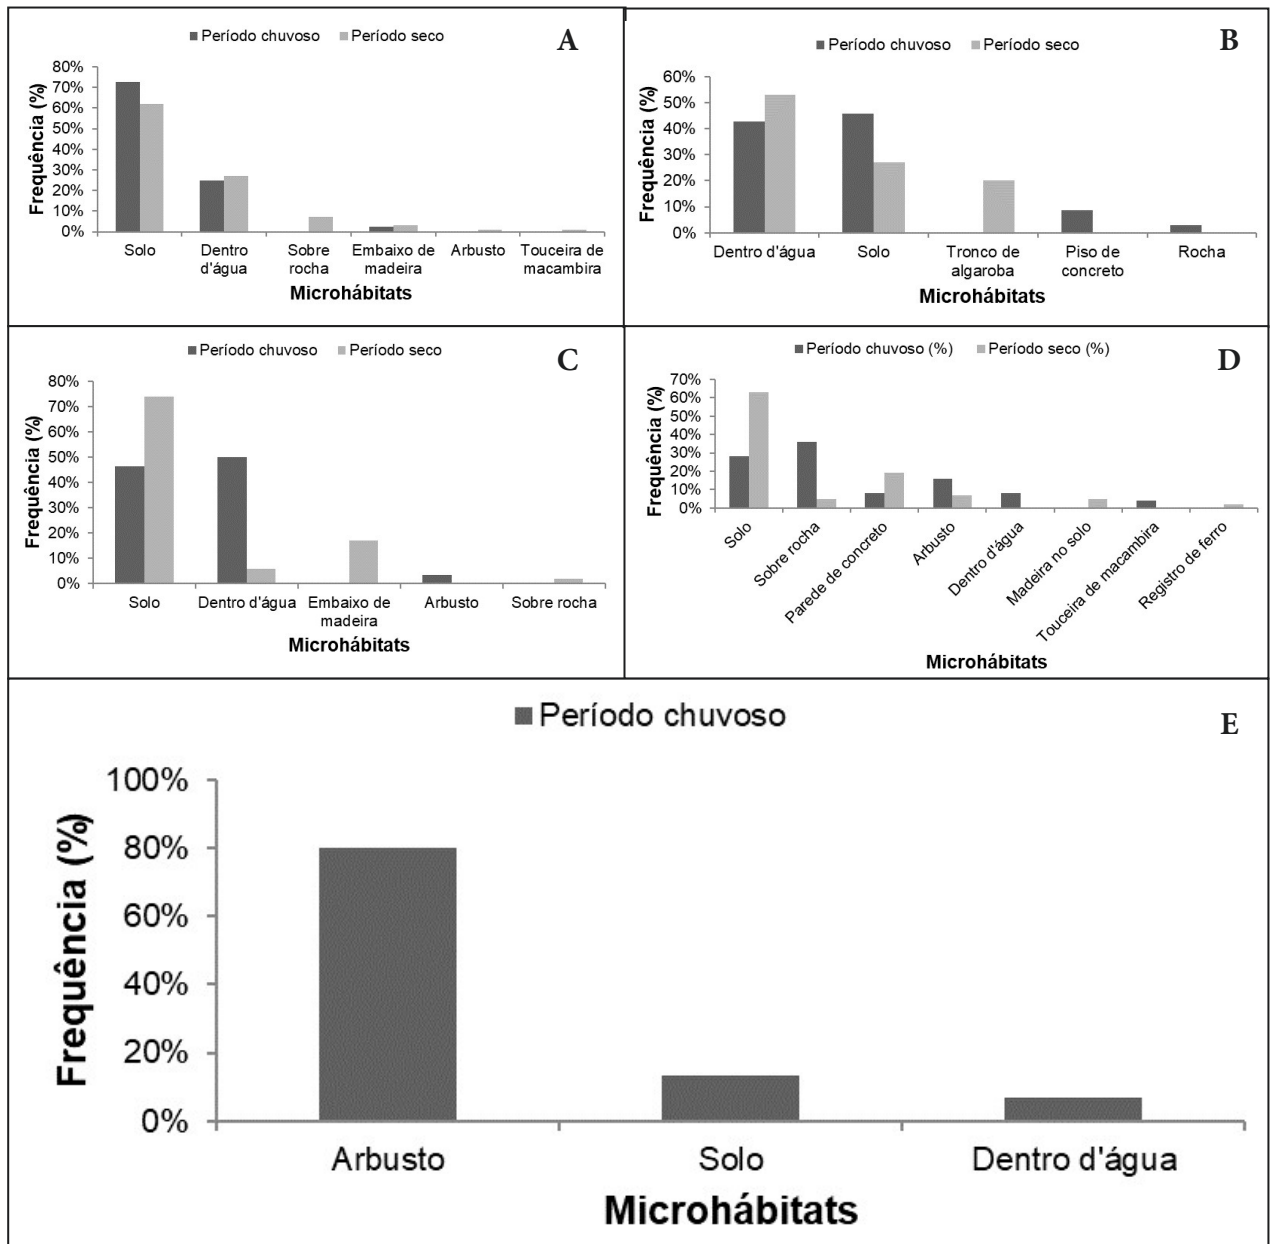 Período chuvoso Período seco
A
Frequência (%)
80%
70%
60%
50%
40%
30%
20%
10%
0%
Solo Dentro d'água Sobre rocha Embaixo de madeira Arbusto Touceira de macambira
Microhábitats
Período chuvoso Período seco
B
Frequência (%)
60%
50%
40%
30%
20%
10%
0%
Dentro d'água Solo Tronco de algaroba Piso de concreto Rocha
Microhábitats
Período chuvoso Período seco
C
Frequência (%)
80%
70%
60%
50%
40%
30%
20%
10%
0%
Solo Dentro d'água Embaixo de madeira Arbusto Sobre rocha
Microhábitats
Período chuvoso (%) Período seco (%)
D
Frequência (%)
70%
60%
50%
40%
30%
20%
10%
0%
Solo
Sobre rocha
Parede de concreto
Arbusto
Dentro d'água
Madeira no solo
Touceira de macambira
Registro de ferro
Microhábitats
Período chuvoso
E
Frequência (%)
100%
80%
60%
40%
20%
0%
Arbusto Solo Dentro d'água
Microhábitats